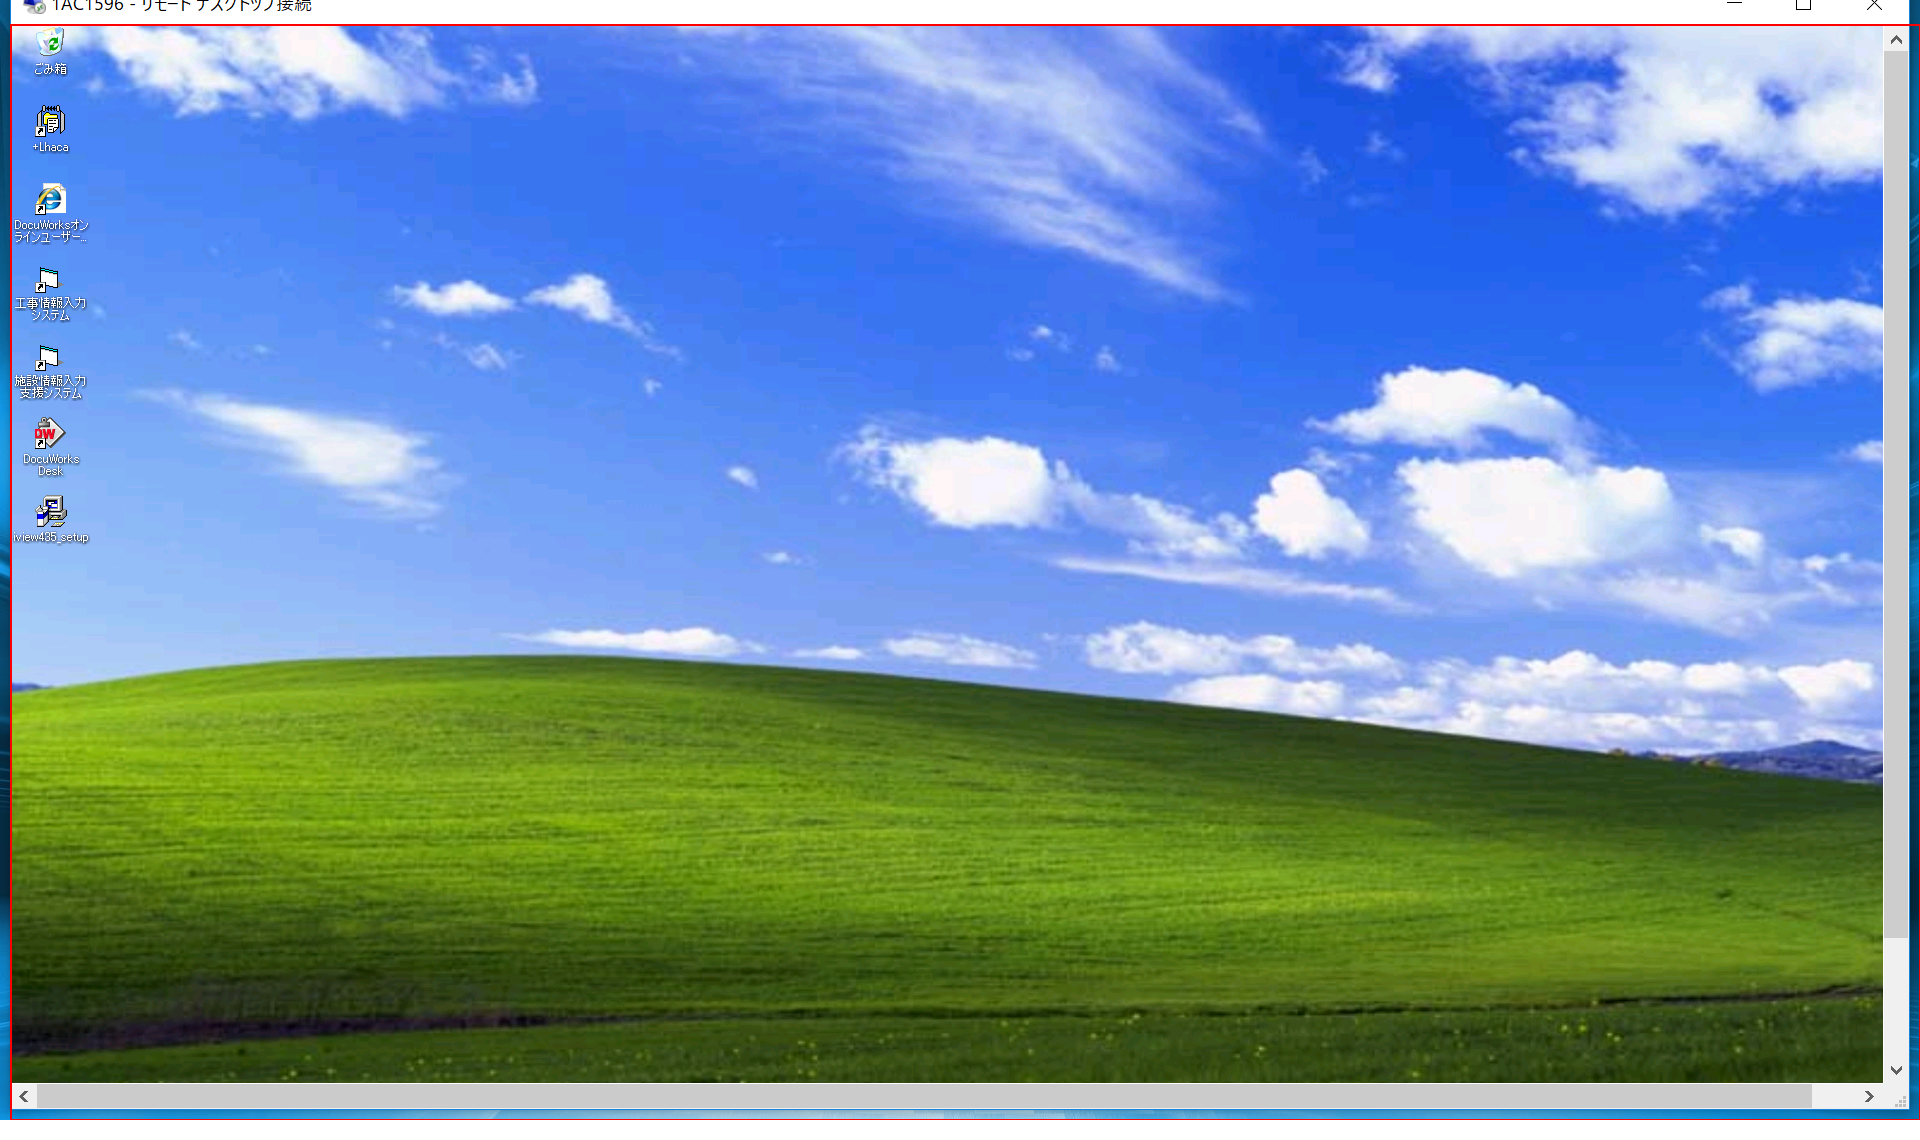 1AC1596 - リモート デスクトップ接続
ごみ箱
+Lhaca
DocuWorksオン
ラインユーザー...
工事情報入力
システム
施設情報入力
支援システム
DW
DocuWorks
Desk
iview435_setup